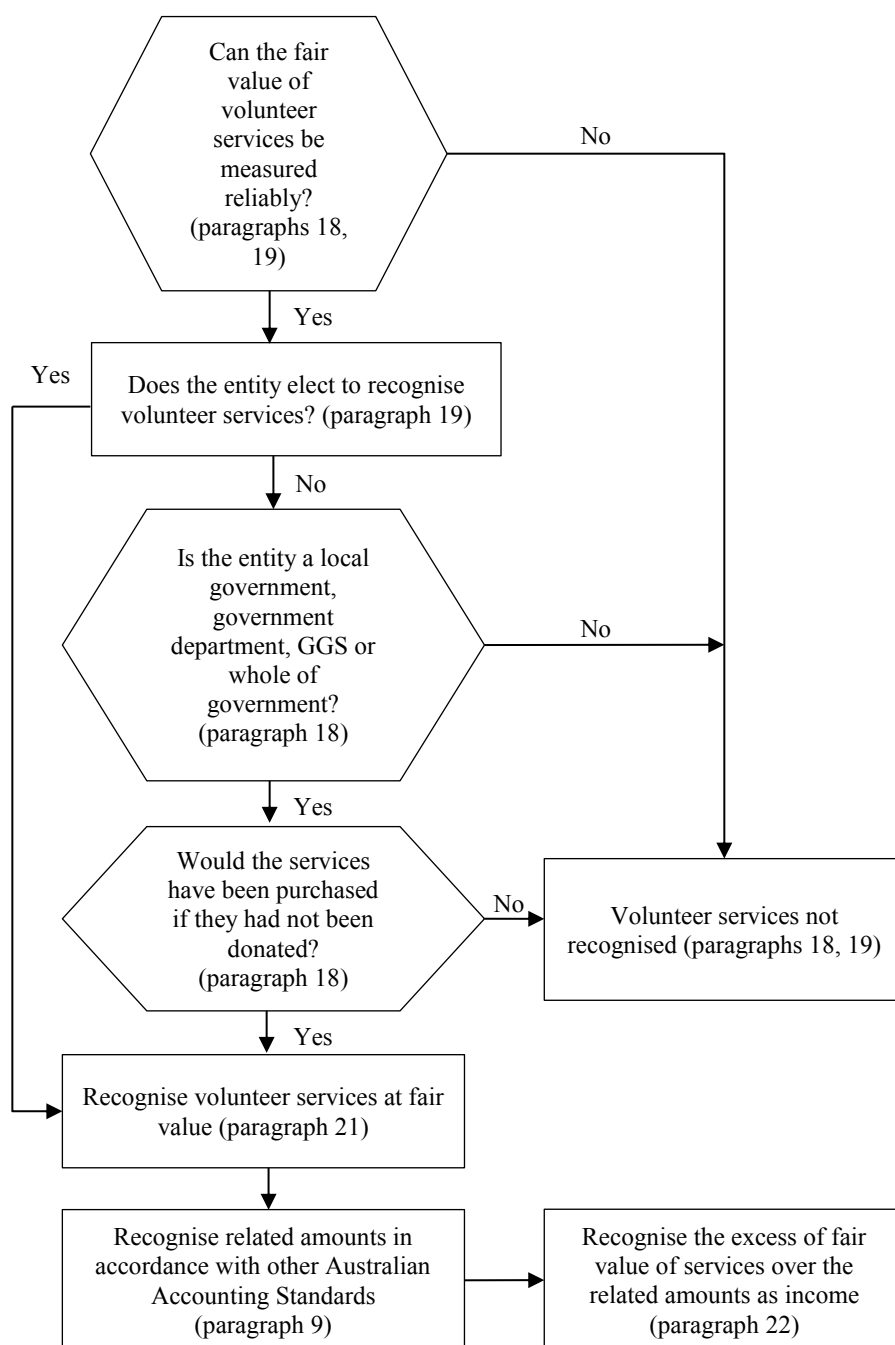 Can the fair
value of
volunteer
services be
measured
reliably?
(paragraphs 18,
19)
No
Yes
Yes
Does the entity elect to recognise
volunteer services? (paragraph 19)
No
Is the entity a local
government,
government
department, GGS or
whole of
government?
(paragraph 18)
No
Yes
Would the services
have been purchased
if they had not been
donated?
(paragraph 18)
No
Volunteer services not
recognised (paragraphs 18, 19)
Yes
Recognise volunteer services at fair
value (paragraph 21)
Recognise related amounts in
accordance with other Australian
Accounting Standards
(paragraph 9)
Recognise the excess of fair
value of services over the
related amounts as income
(paragraph 22)